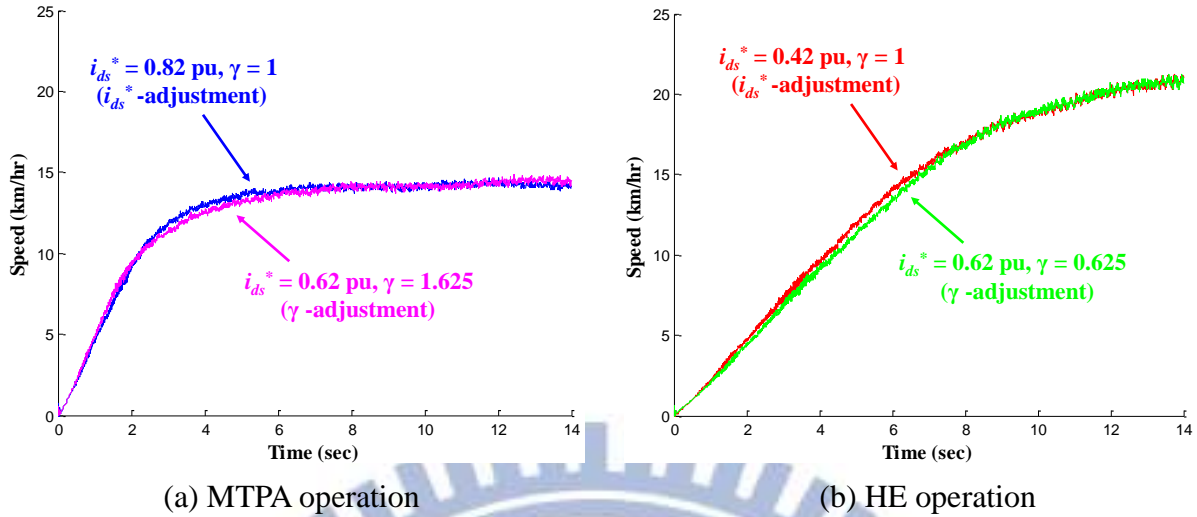 25
20
15
10
5
0
Speed (km/hr)
i_ds* = 0.82 pu, γ = 1
(i_ds* -adjustment)
i_ds* = 0.62 pu, γ = 1.625
(γ -adjustment)
0 2 4 6 8 10 12 14
Time (sec)
(a) MTPA operation
25
20
15
10
5
0
Speed (km/hr)
i_ds* = 0.42 pu, γ = 1
(i_ds* -adjustment)
i_ds* = 0.62 pu, γ = 0.625
(γ -adjustment)
0 2 4 6 8 10 12 14
Time (sec)
(b) HE operation